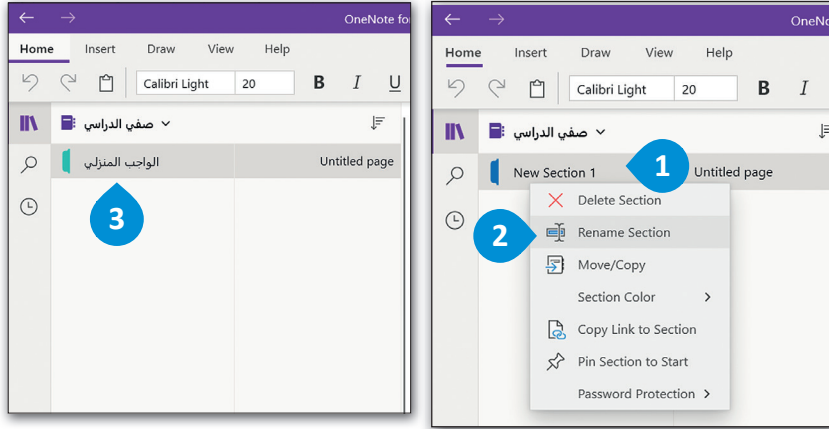 OneNote for
Home Insert Draw View Help
Calibri Light 20 B I U
صفي الدراسي
الواجب المنزلي Untitled page
3
OneNo
Home Insert Draw View Help
Calibri Light 20 B I
صفي الدراسي
New Section 1 1 Untitled page
Delete Section
2 Rename Section
Move/Copy
Section Color >
Copy Link to Section
Pin Section to Start
Password Protection >